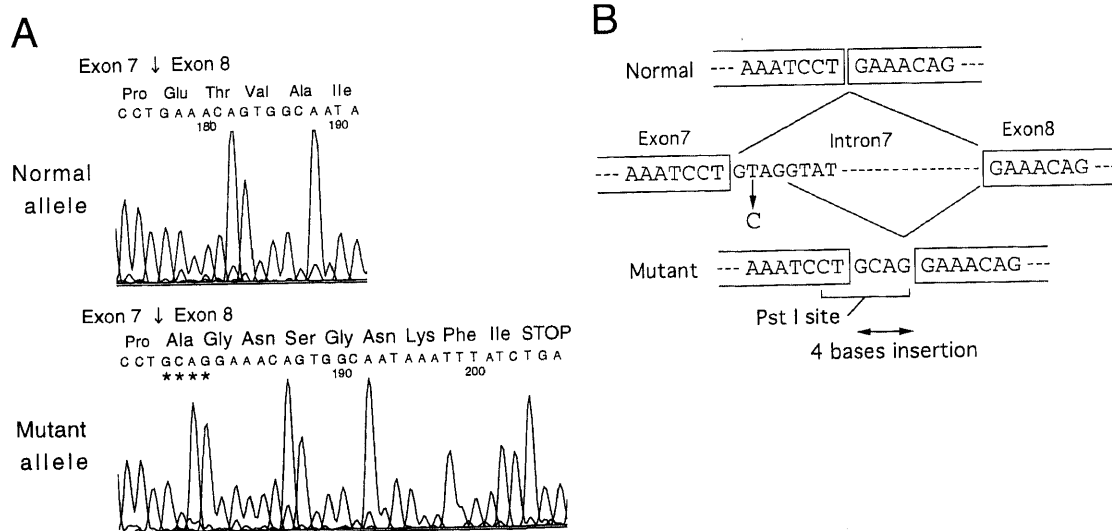 A
Exon 7 ↓ Exon 8
Pro Glu Thr Val Ala Ile
CCTGAAACAGTGGCAATA
180 190
Normal
allele
Exon 7 ↓ Exon 8
Pro Ala Gly Asn Ser Gly Asn Lys Phe Ile STOP
CCTGCAGGAAACAGTGGCAATAAATTTATCTGA
****
190 200
Mutant
allele
B
Normal --- AAATCCT GAAACAG ---
Exon7 Intron7 Exon8
--- AAATCCT GTAGGTAT ------------- GAAACAG ---
C
Mutant --- AAATCCT GCAG GAAACAG ---
Pst I site
4 bases insertion